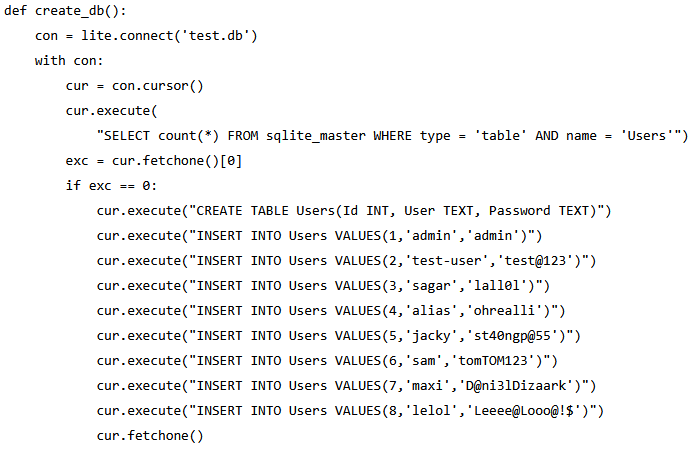 def create_db():
    con = lite.connect('test.db')
    with con:
        cur = con.cursor()
        cur.execute(
            "SELECT count(*) FROM sqlite_master WHERE type = 'table' AND name = 'Users'")
        exc = cur.fetchone()[0]
        if exc == 0:
            cur.execute("CREATE TABLE Users(Id INT, User TEXT, Password TEXT)")
            cur.execute("INSERT INTO Users VALUES(1,'admin','admin')")
            cur.execute("INSERT INTO Users VALUES(2,'test-user','test@123')")
            cur.execute("INSERT INTO Users VALUES(3,'sagar','lall0l')")
            cur.execute("INSERT INTO Users VALUES(4,'alias','ohrealli')")
            cur.execute("INSERT INTO Users VALUES(5,'jacky','st40ngp@55')")
            cur.execute("INSERT INTO Users VALUES(6,'sam','tomTOM123')")
            cur.execute("INSERT INTO Users VALUES(7,'maxi','D@ni3lDizaark')")
            cur.execute("INSERT INTO Users VALUES(8,'lelol','Leeee@Looo@!$')")
            cur.fetchone()